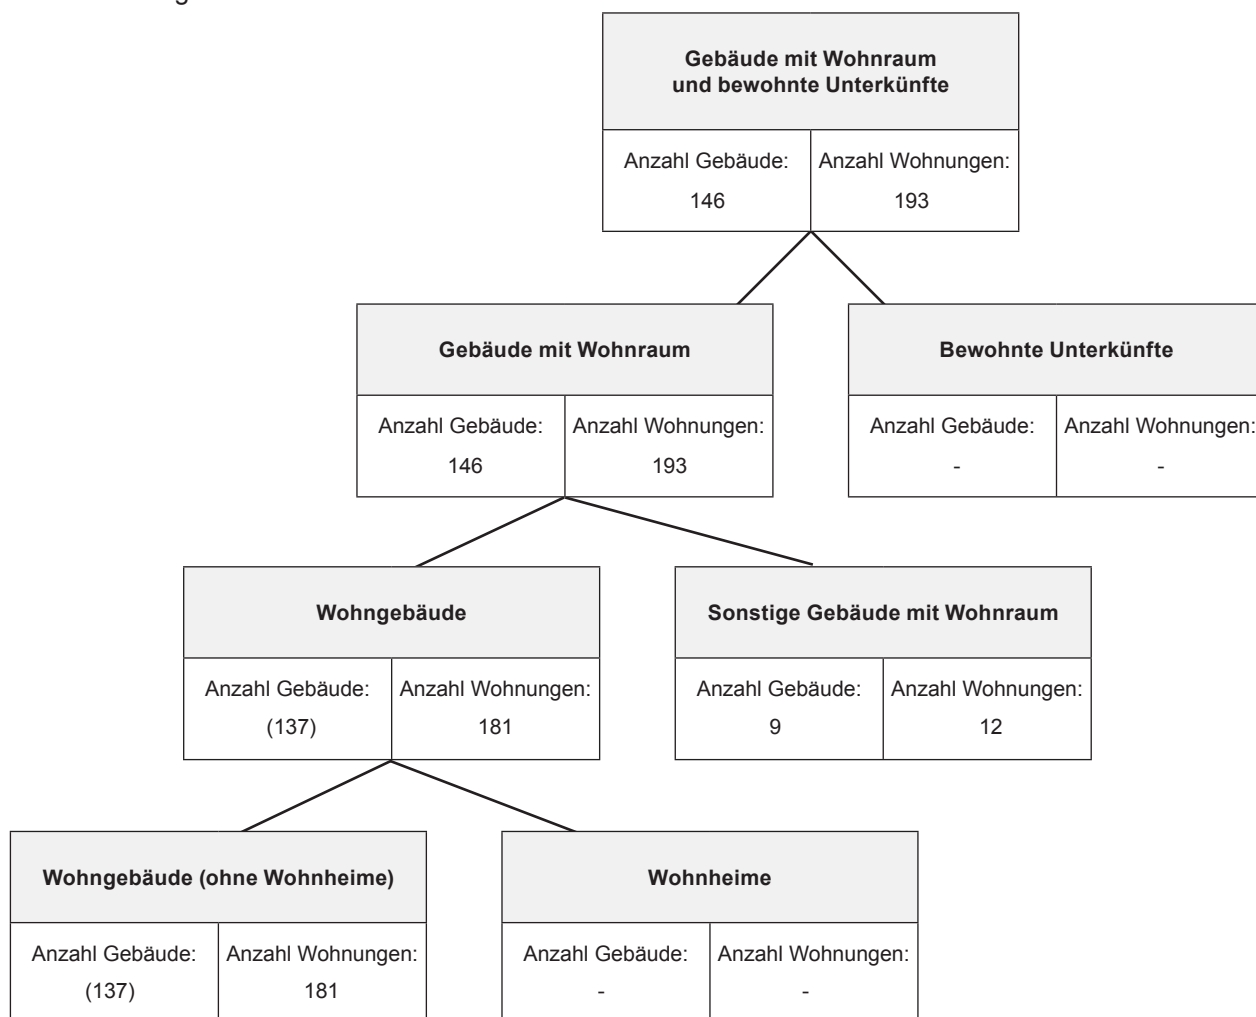 Gebäude mit Wohnraum
und bewohnte Unterkünfte
Anzahl Gebäude: Anzahl Wohnungen:
146 193
Gebäude mit Wohnraum
Anzahl Gebäude: Anzahl Wohnungen:
146 193
Bewohnte Unterkünfte
Anzahl Gebäude: Anzahl Wohnungen:
- -
Wohngebäude
Anzahl Gebäude: Anzahl Wohnungen:
(137) 181
Sonstige Gebäude mit Wohnraum
Anzahl Gebäude: Anzahl Wohnungen:
9 12
Wohngebäude (ohne Wohnheime)
Anzahl Gebäude: Anzahl Wohnungen:
(137) 181
Wohnheime
Anzahl Gebäude: Anzahl Wohnungen:
- -